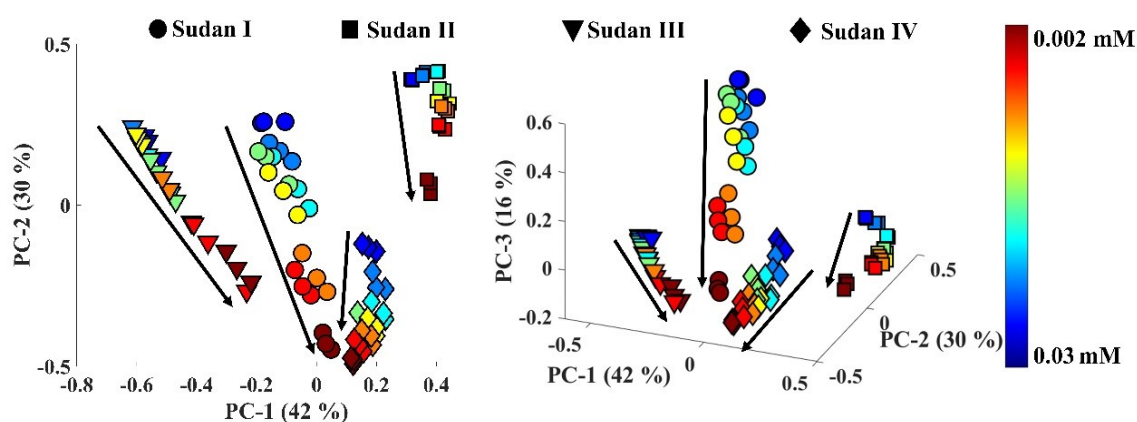 Sudan I
Sudan II
Sudan III
Sudan IV
0.5
0
-0.5
PC-2 (30 %)
-0.8
-0.6
-0.4
-0.2
0
0.2
0.4
PC-1 (42 %)
0.6
0.4
0.2
0
-0.2
PC-3 (16 %)
-0.5
0
0.5
PC-1 (42 %)
-0.5
0
0.5
PC-2 (30 %)
0.002 mM
0.03 mM